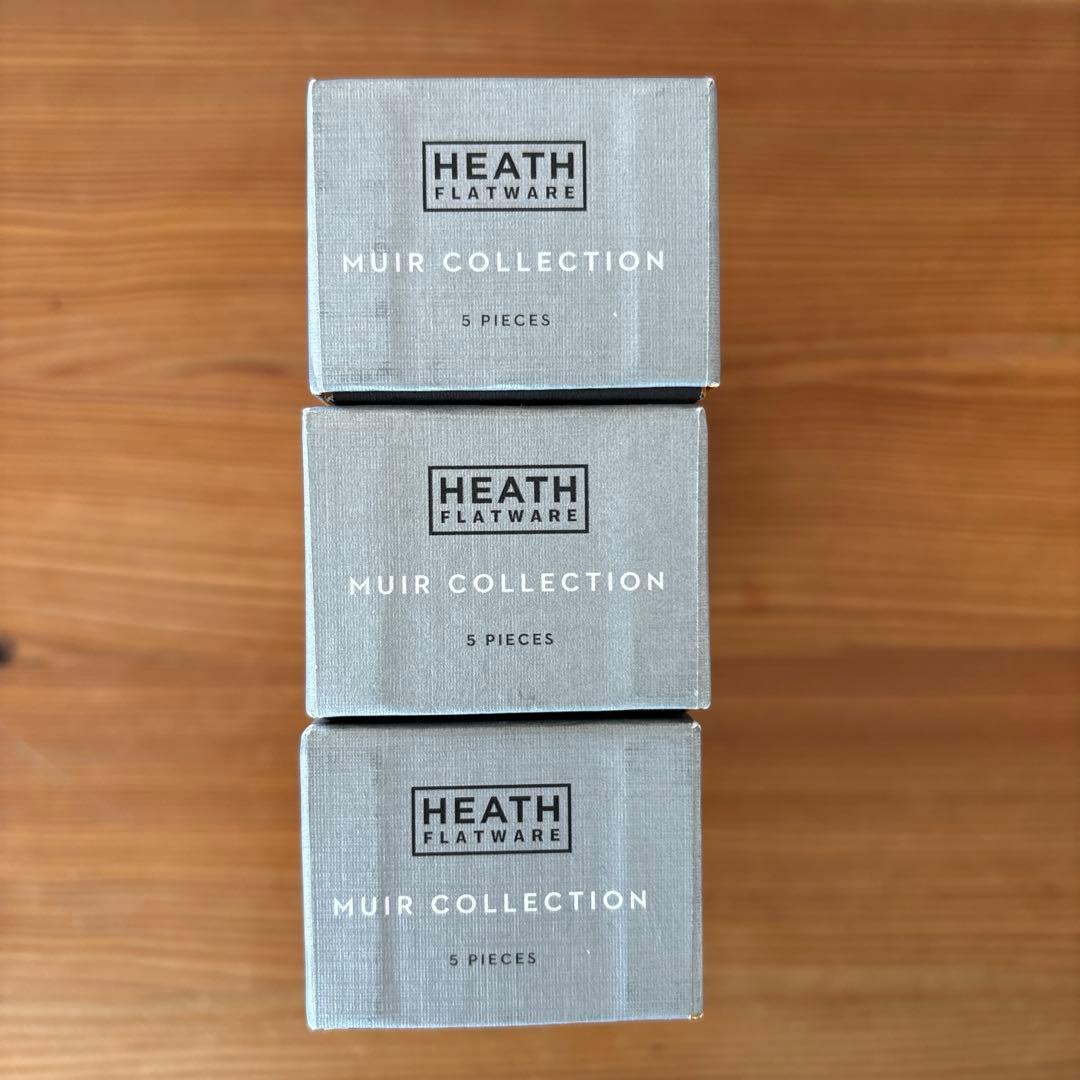 HEATH
FLATWARE
MUIR COLLECTION
5 PIECES
HEATH
FLATWARE
MUIR COLLECTION
5 PIECES
HEATH
FLATWARE
MUIR COLLECTION
5 PIECES